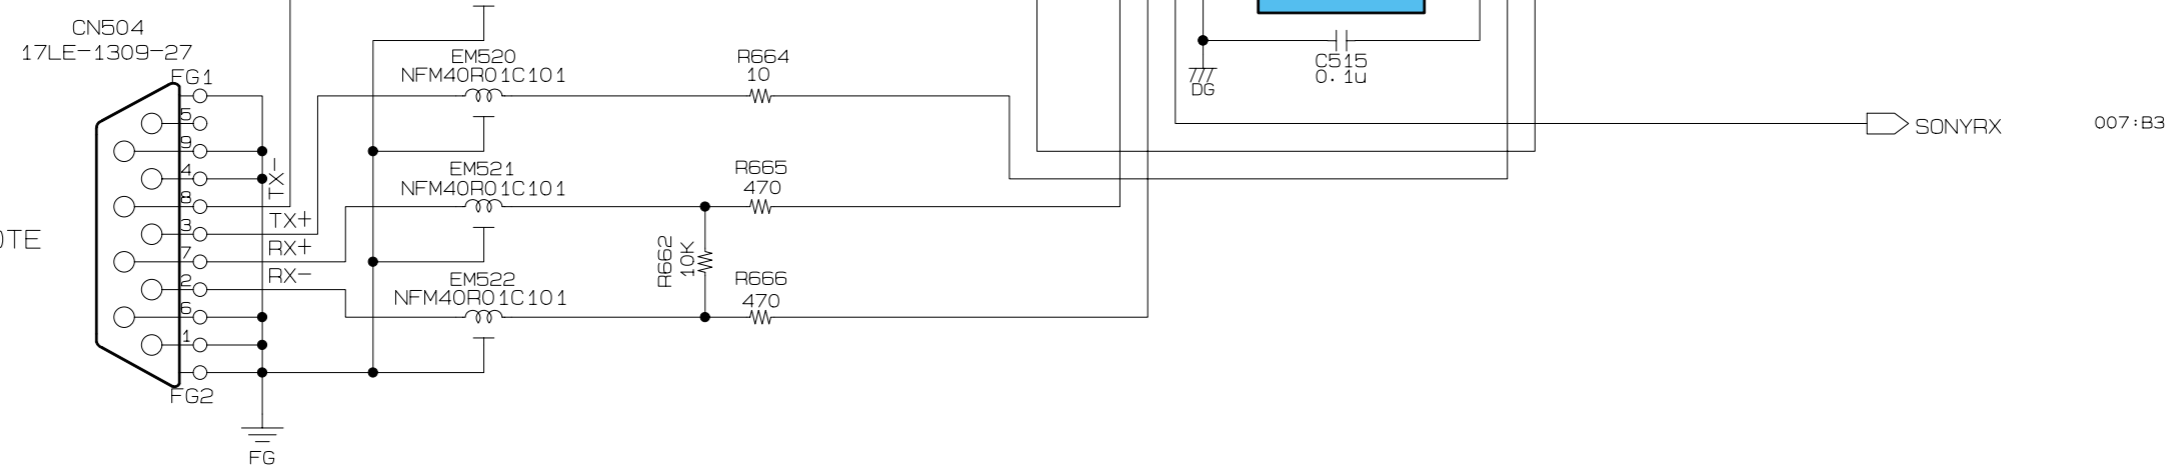 CN504
17LE-1309-27
FG1
5
9
4
8
3
7
2
6
1
FG2
FG
TX-
TX+
RX+
RX-
EM520
NFM40R01C101
EM521
NFM40R01C101
EM522
NFM40R01C101
R664
10
R665
470
R662
10K
R666
470
DG
C515
0.1u
SONYRX
007:B3